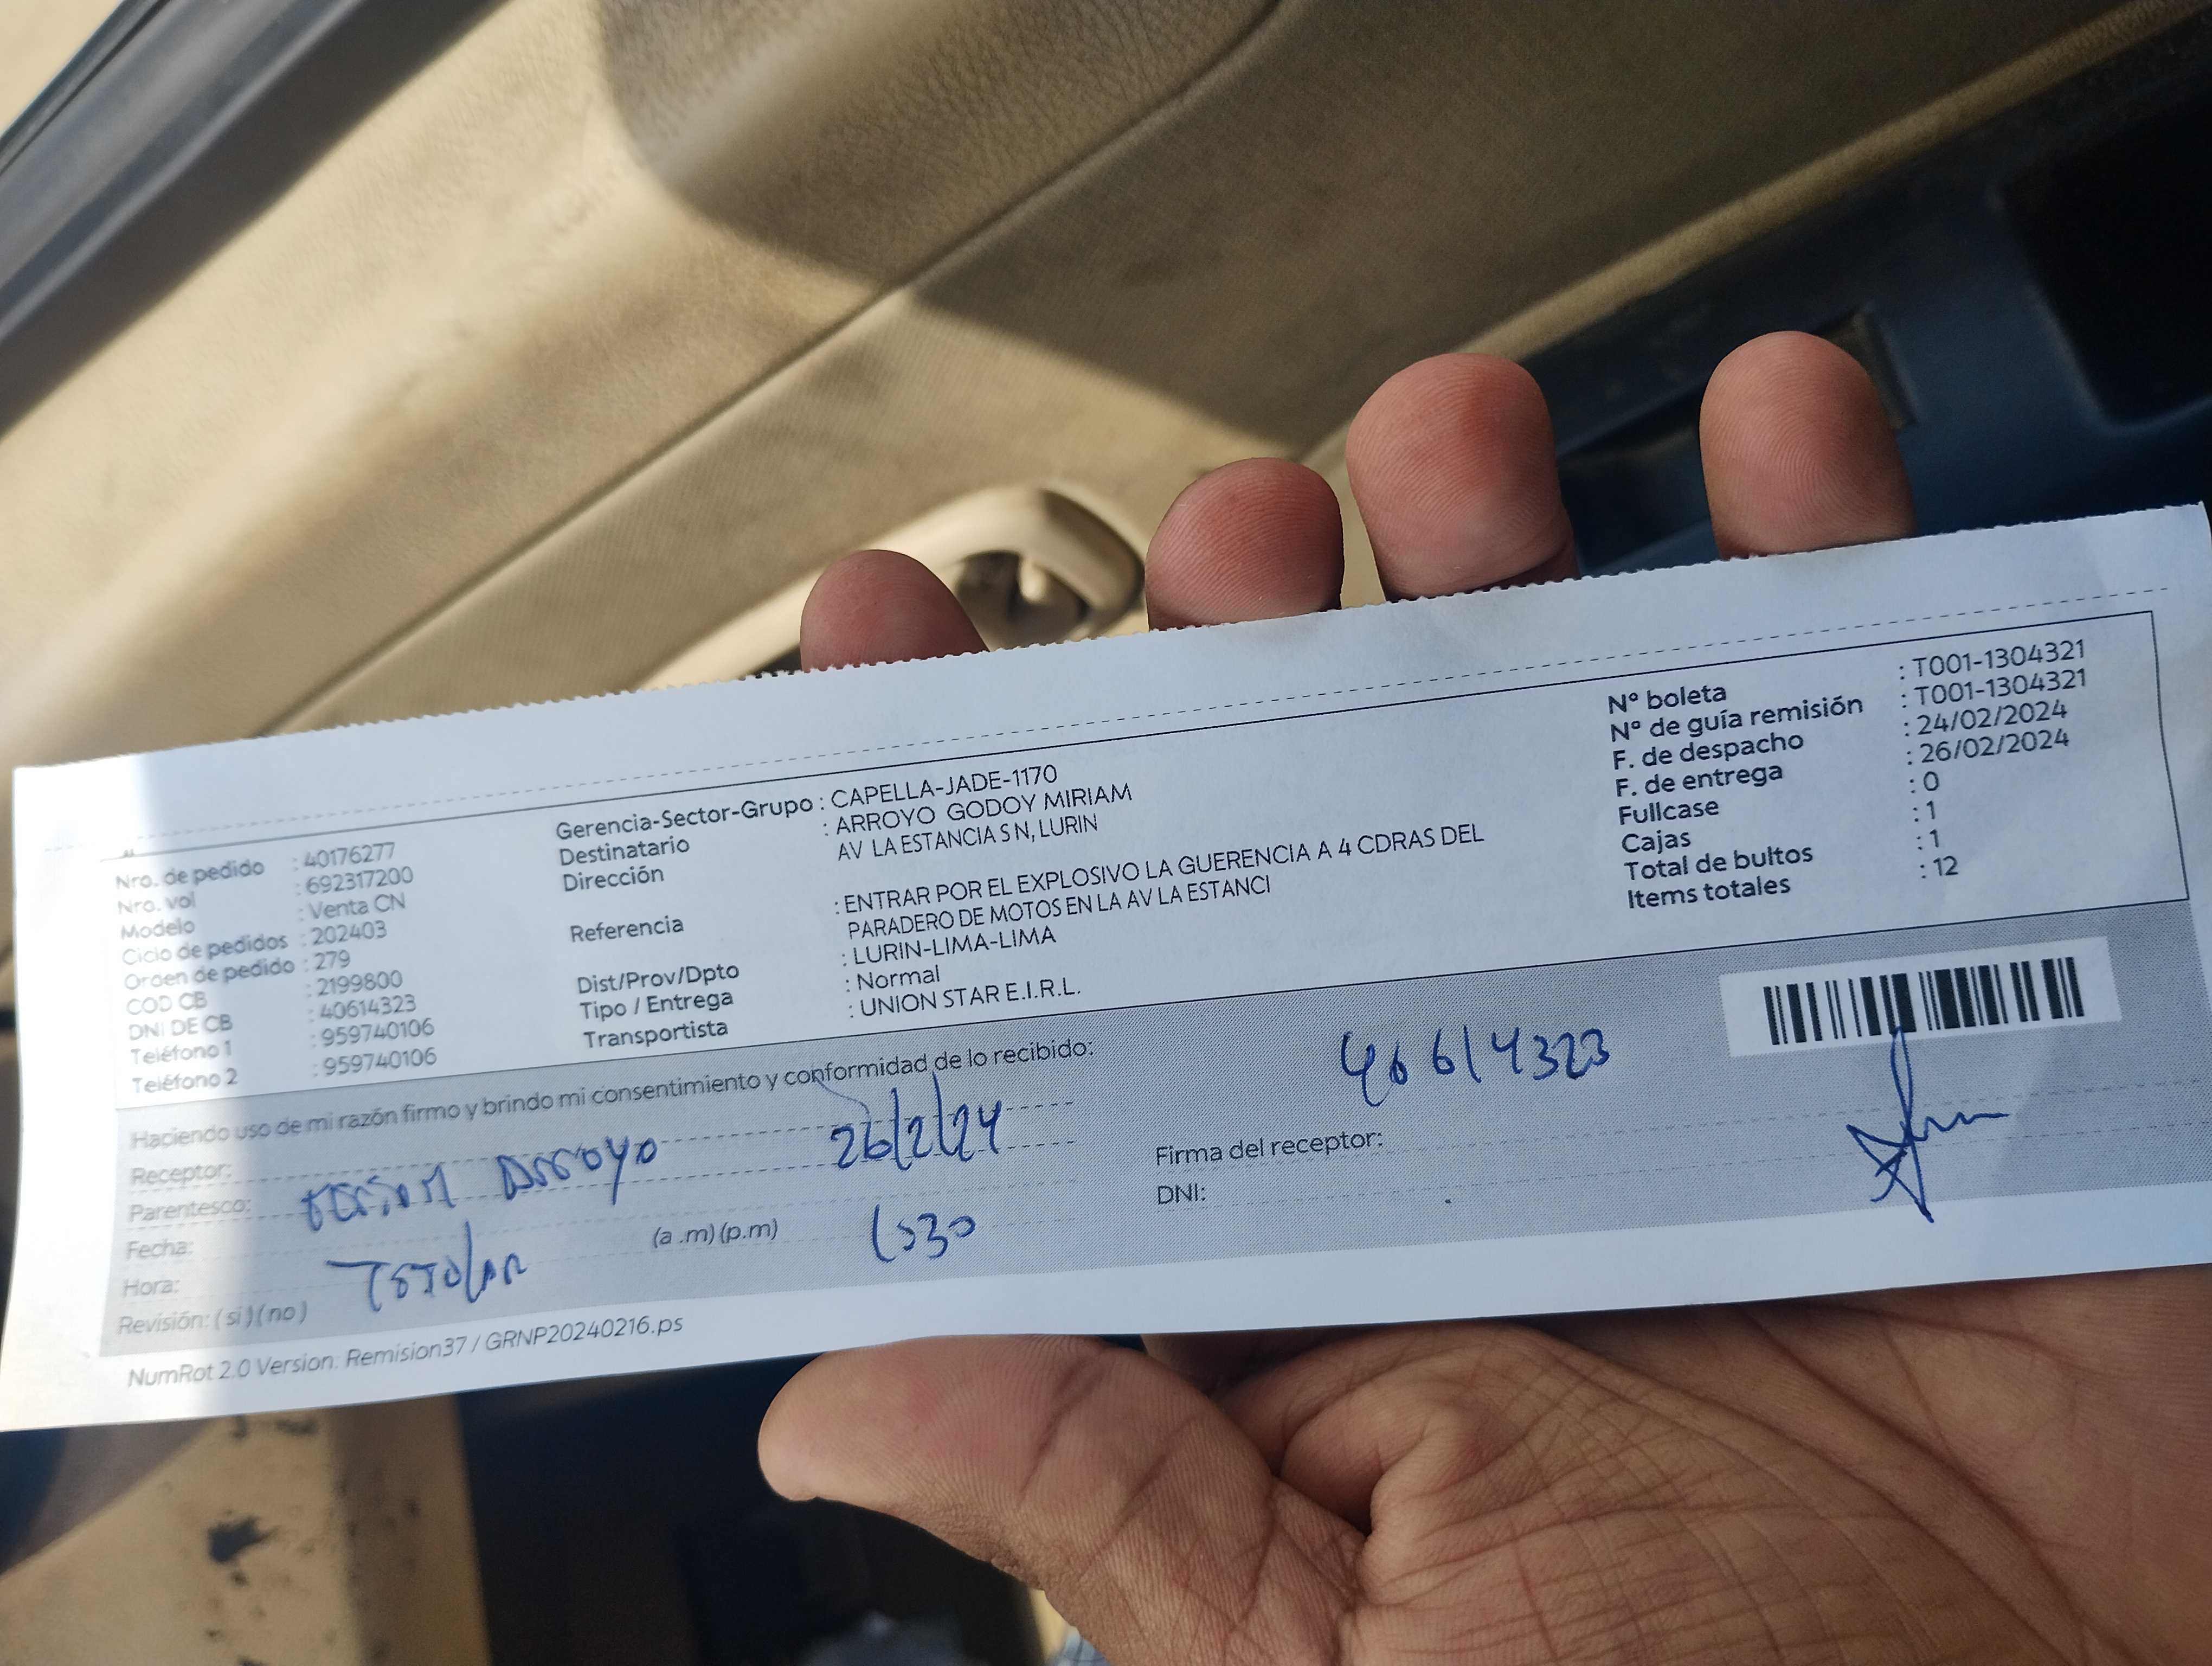 Nro. de pedido : 40176277
Nro. vol : 692317200
Modelo : Venta CN
Ciclo de pedidos : 202403
Orden de pedido : 279
COD CB : 2199800
DNI DE CB : 40614323
Teléfono 1 : 959740106
Teléfono 2 : 959740106
Gerencia-Sector-Grupo : CAPELLA-JADE-1170
Destinatario : ARROYO GODOY MIRIAM
Dirección AV LA ESTANCIA S N, LURIN
Referencia : ENTRAR POR EL EXPLOSIVO LA GUERENCIA A 4 CDRAS DEL
PARADERO DE MOTOS EN LA AV LA ESTANCI
Dist/Prov/Dpto : LURIN-LIMA-LIMA
Tipo / Entrega : Normal
Transportista : UNION STAR E.I.R.L.
N° boleta : T001-1304321
N° de guía remisión : T001-1304321
F. de despacho : 24/02/2024
F. de entrega : 26/02/2024
Fullcase : 0
Cajas : 1
Total de bultos : 1
Items totales : 12
Haciendo uso de mi razón firmo y brindo mi consentimiento y conformidad de lo recibido:
Receptor:
Parentesco: Arroyo 26/2/24
Fecha:
Hora: Titular (a .m) (p.m) 1530
Revisión: ( si ) ( no )
40614323
Firma del receptor:
DNI:
NumRot 2.0 Version: Remision37 / GRNP20240216.ps